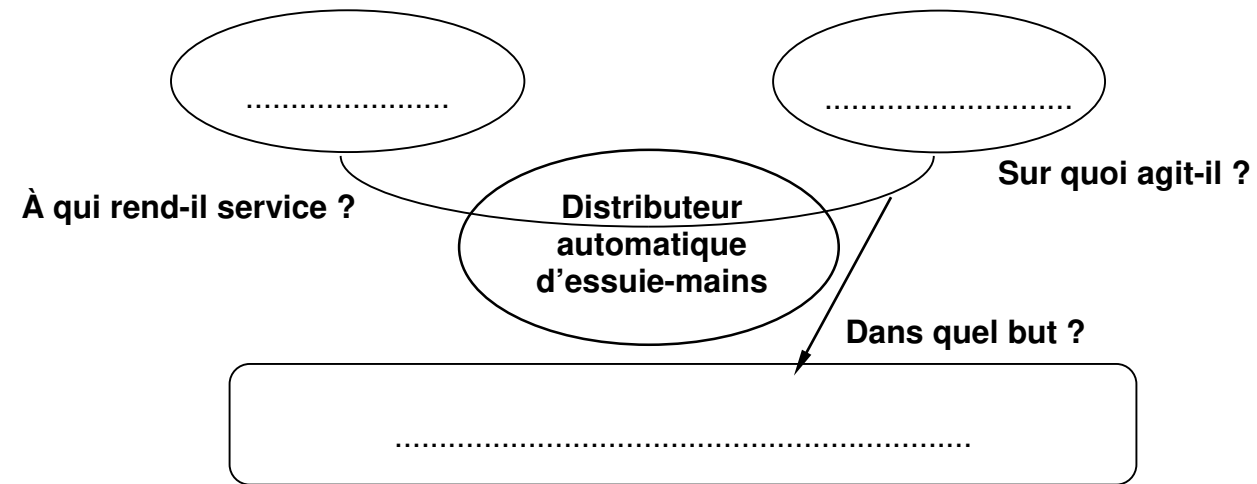 .......................
............................
Sur quoi agit-il ?
À qui rend-il service ?
Distributeur
automatique
d'essuie-mains
Dans quel but ?
.................................................................